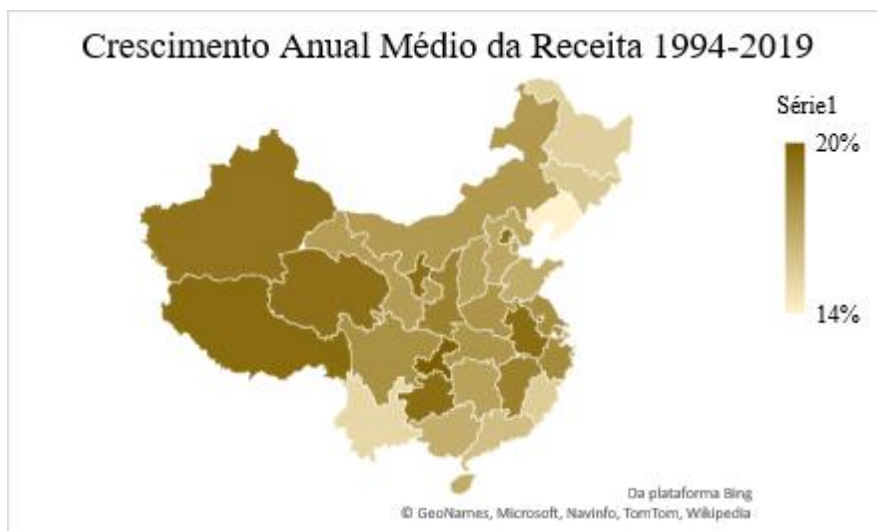 Crescimento Anual Médio da Receita 1994-2019
Série1
20%
14%
Da plataforma Bing
© GeoNames, Microsoft, Navinfo, TomTom, Wikipedia